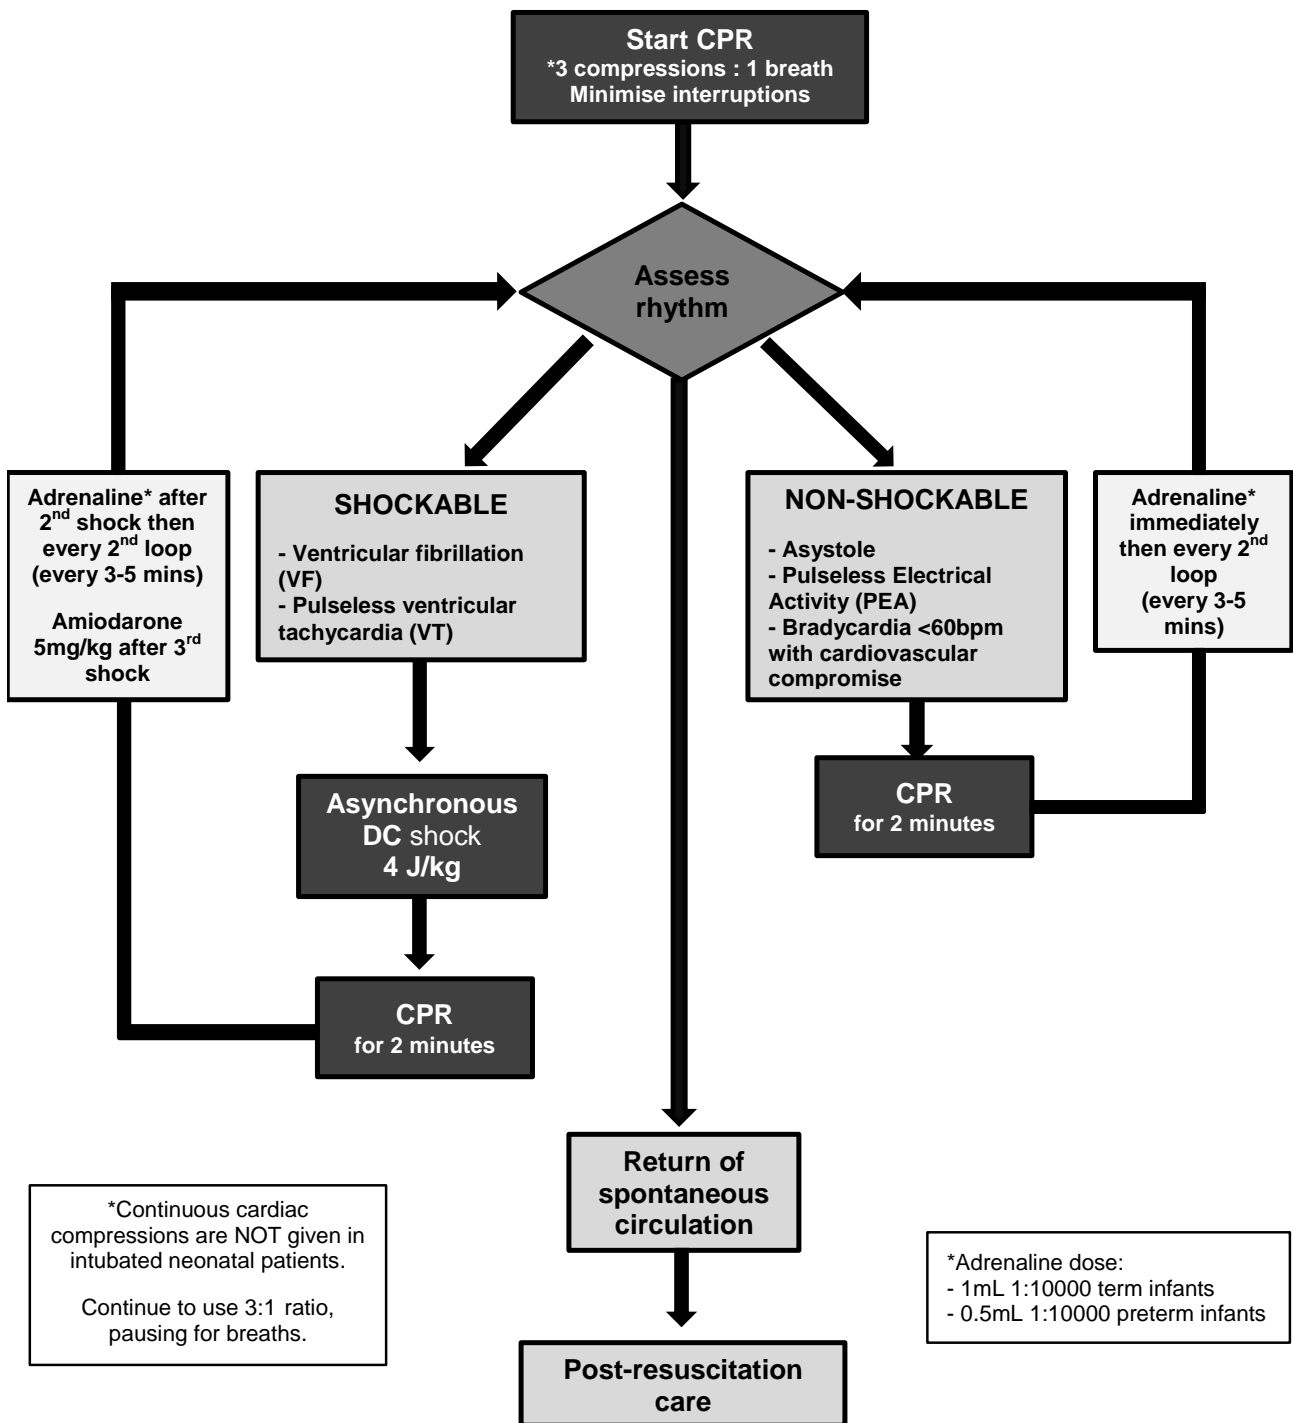 Start CPR
*3 compressions : 1 breath
Minimise interruptions
Assess
rhythm
Adrenaline* after
2nd shock then
every 2nd loop
(every 3-5 mins)
Amiodarone
5mg/kg after 3rd
shock
SHOCKABLE
- Ventricular fibrillation
(VF)
- Pulseless ventricular
tachycardia (VT)
NON-SHOCKABLE
- Asystole
- Pulseless Electrical
Activity (PEA)
- Bradycardia <60bpm
with cardiovascular
compromise
Adrenaline*
immediately
then every 2nd
loop
(every 3-5
mins)
Asynchronous
DC shock
4 J/kg
CPR
for 2 minutes
CPR
for 2 minutes
Return of
spontaneous
circulation
*Continuous cardiac
compressions are NOT given in
intubated neonatal patients.
Continue to use 3:1 ratio,
pausing for breaths.
*Adrenaline dose:
- 1mL 1:10000 term infants
- 0.5mL 1:10000 preterm infants
Post-resuscitation
care